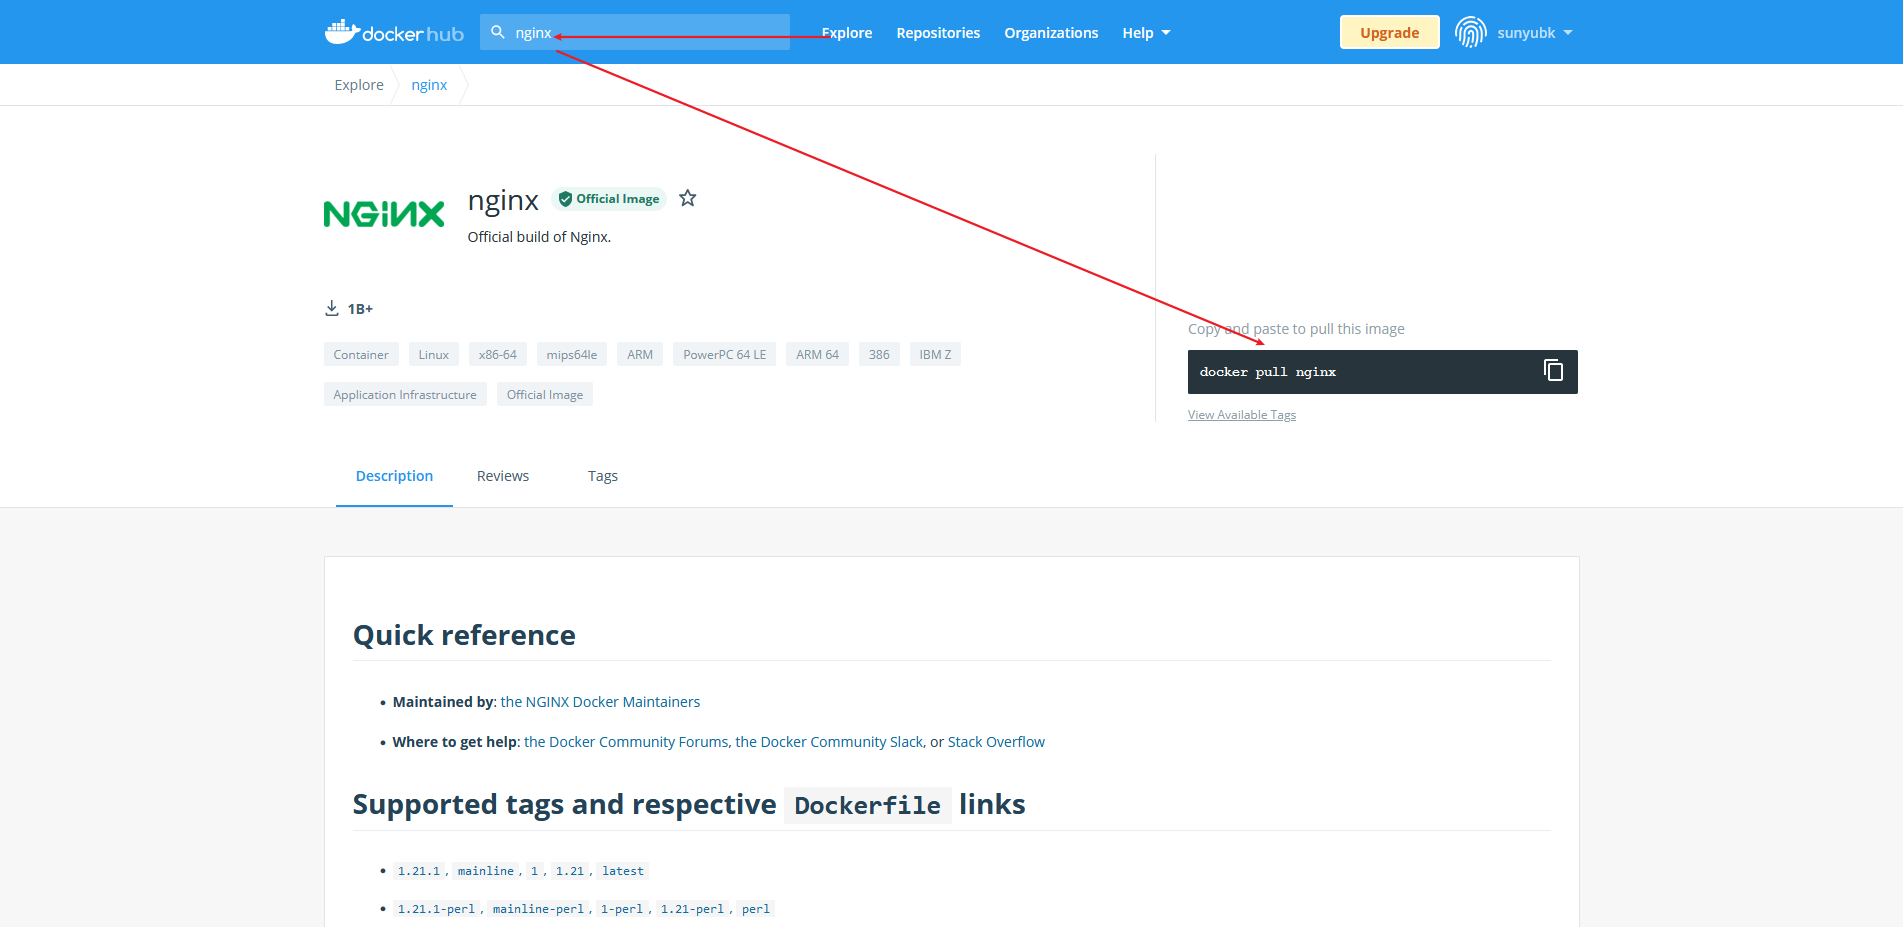 docker hub nginx Explore Repositories Organizations Help Upgrade sunyubk
Explore nginx
NGINX
nginx Official Image
Official build of Nginx.
1B+
Container Linux x86-64 mips64le ARM PowerPC 64 LE ARM 64 386 IBM Z
Application Infrastructure Official Image
Copy and paste to pull this image
docker pull nginx
View Available Tags
Description Reviews Tags
Quick reference
• Maintained by: the NGINX Docker Maintainers
• Where to get help: the Docker Community Forums, the Docker Community Slack, or Stack Overflow
Supported tags and respective Dockerfile links
• 1.21.1, mainline, 1, 1.21, latest
• 1.21.1-perl, mainline-perl, 1-perl, 1.21-perl, perl